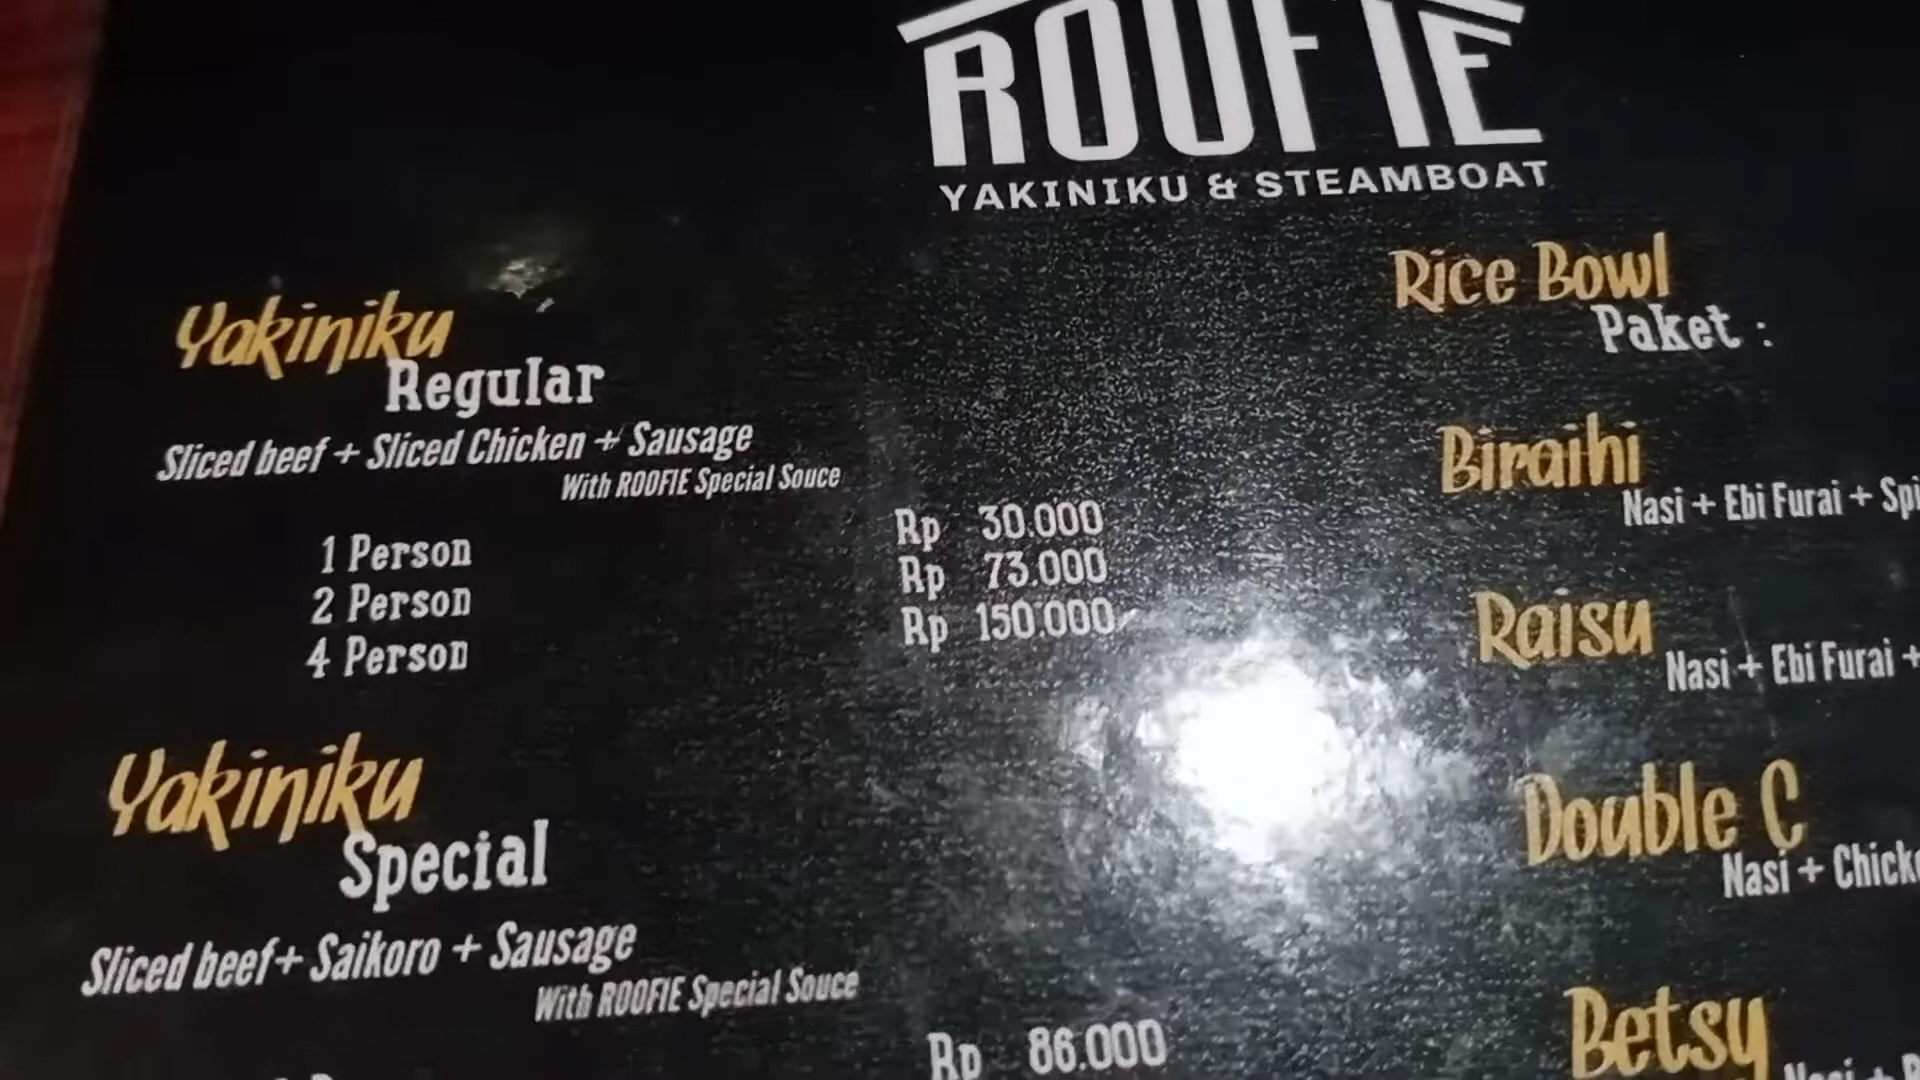 ROOFIE
YAKINIKU & STEAMBOAT
Yakiniku
Regular
Sliced beef + Sliced Chicken + Sausage
With ROOFIE Special Souce
1 Person Rp 30.000
2 Person Rp 73.000
4 Person Rp 150.000
Yakiniku
Special
Sliced beef+ Saikoro + Sausage
With ROOFIE Special Souce
Rp 86.000
Rice Bowl
Paket :
Biraihi
Nasi + Ebi Furai +
Raisu
Nasi + Ebi Furai +
Double C
Nasi +
Betsy